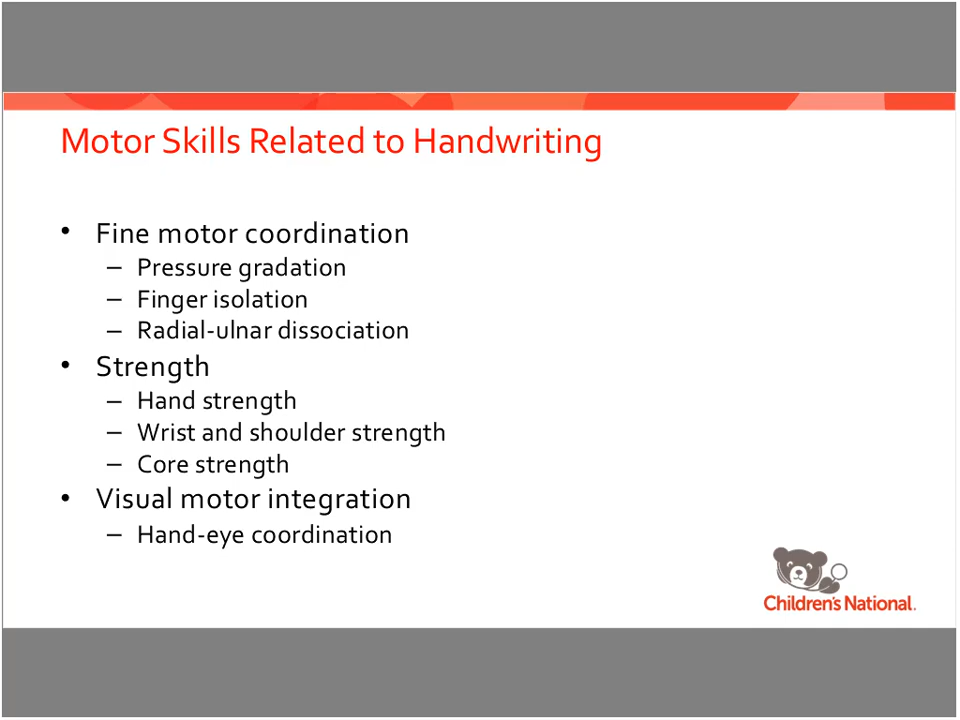 Motor Skills Related to Handwriting
• Fine motor coordination
– Pressure gradation
– Finger isolation
– Radial-ulnar dissociation
• Strength
– Hand strength
– Wrist and shoulder strength
– Core strength
• Visual motor integration
– Hand-eye coordination
Children's National.